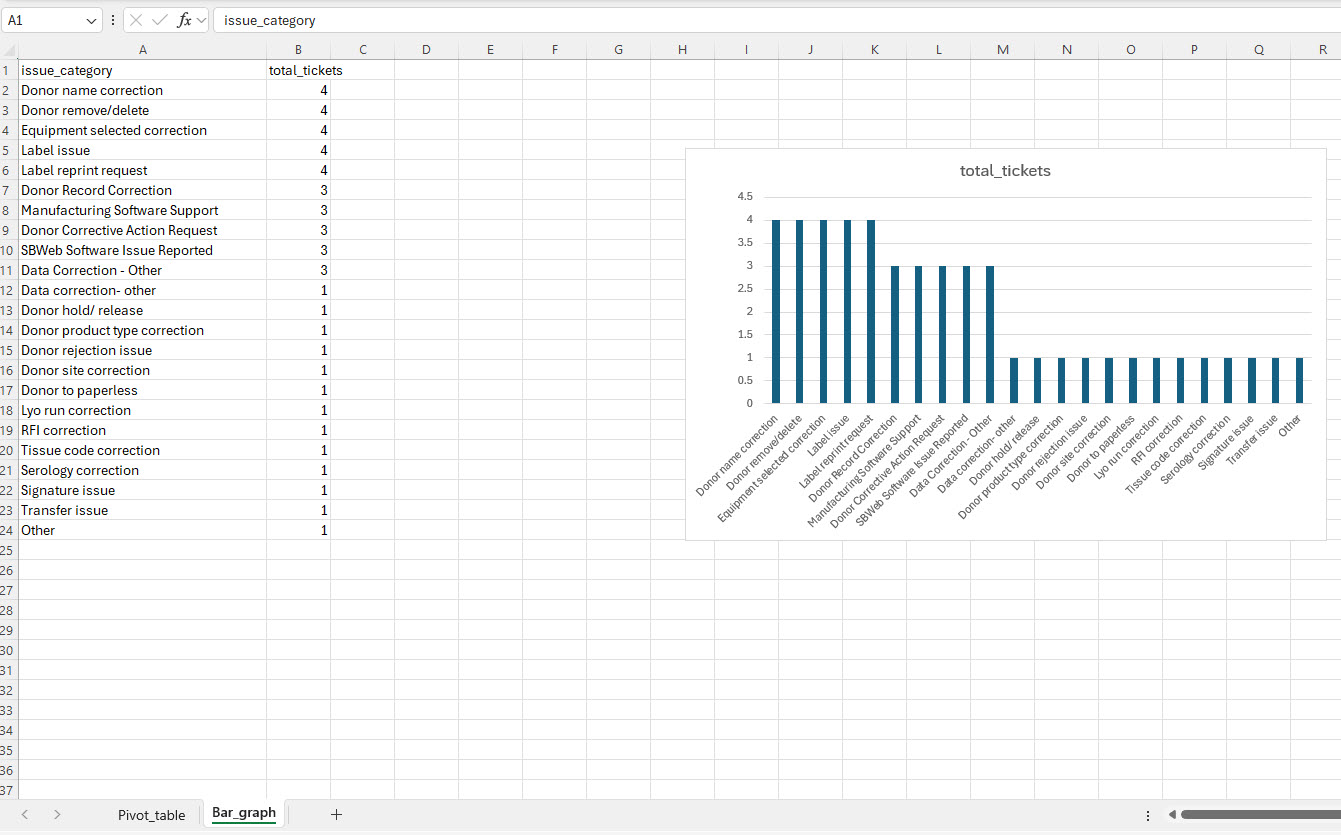 A1 fx issue_category
A B C D E F G H I J K L M N O P Q R
1 issue_category total_tickets
2 Donor name correction 4
3 Donor remove/delete 4
4 Equipment selected correction 4
5 Label issue 4
6 Label reprint request 4
7 Donor Record Correction 3
8 Manufacturing Software Support 3
9 Donor Corrective Action Request 3
10 SBWeb Software Issue Reported 3
11 Data Correction - Other 3
12 Data correction- other 1
13 Donor hold/ release 1
14 Donor product type correction 1
15 Donor rejection issue 1
16 Donor site correction 1
17 Donor to paperless 1
18 Lyo run correction 1
19 RFI correction 1
20 Tissue code correction 1
21 Serology correction 1
22 Signature issue 1
23 Transfer issue 1
24 Other 1
25
26
27
28
29
30
31
32
33
34
35
36
37
total_tickets
4.5
4
3.5
3
2.5
2
1.5
1
0.5
0
Donor name correction
Donor remove/delete
Equipment selected correction
Label issue
Label reprint request
Donor Record Correction
Manufacturing Software Support
Donor Corrective Action Request
SBWeb Software Issue Reported
Data Correction - Other
Data correction- other
Donor hold/ release
Donor product type correction
Donor rejection issue
Donor site correction
Donor to paperless
Lyo run correction
RFI correction
Tissue code correction
Serology correction
Signature issue
Transfer issue
Other
Pivot_table Bar_graph